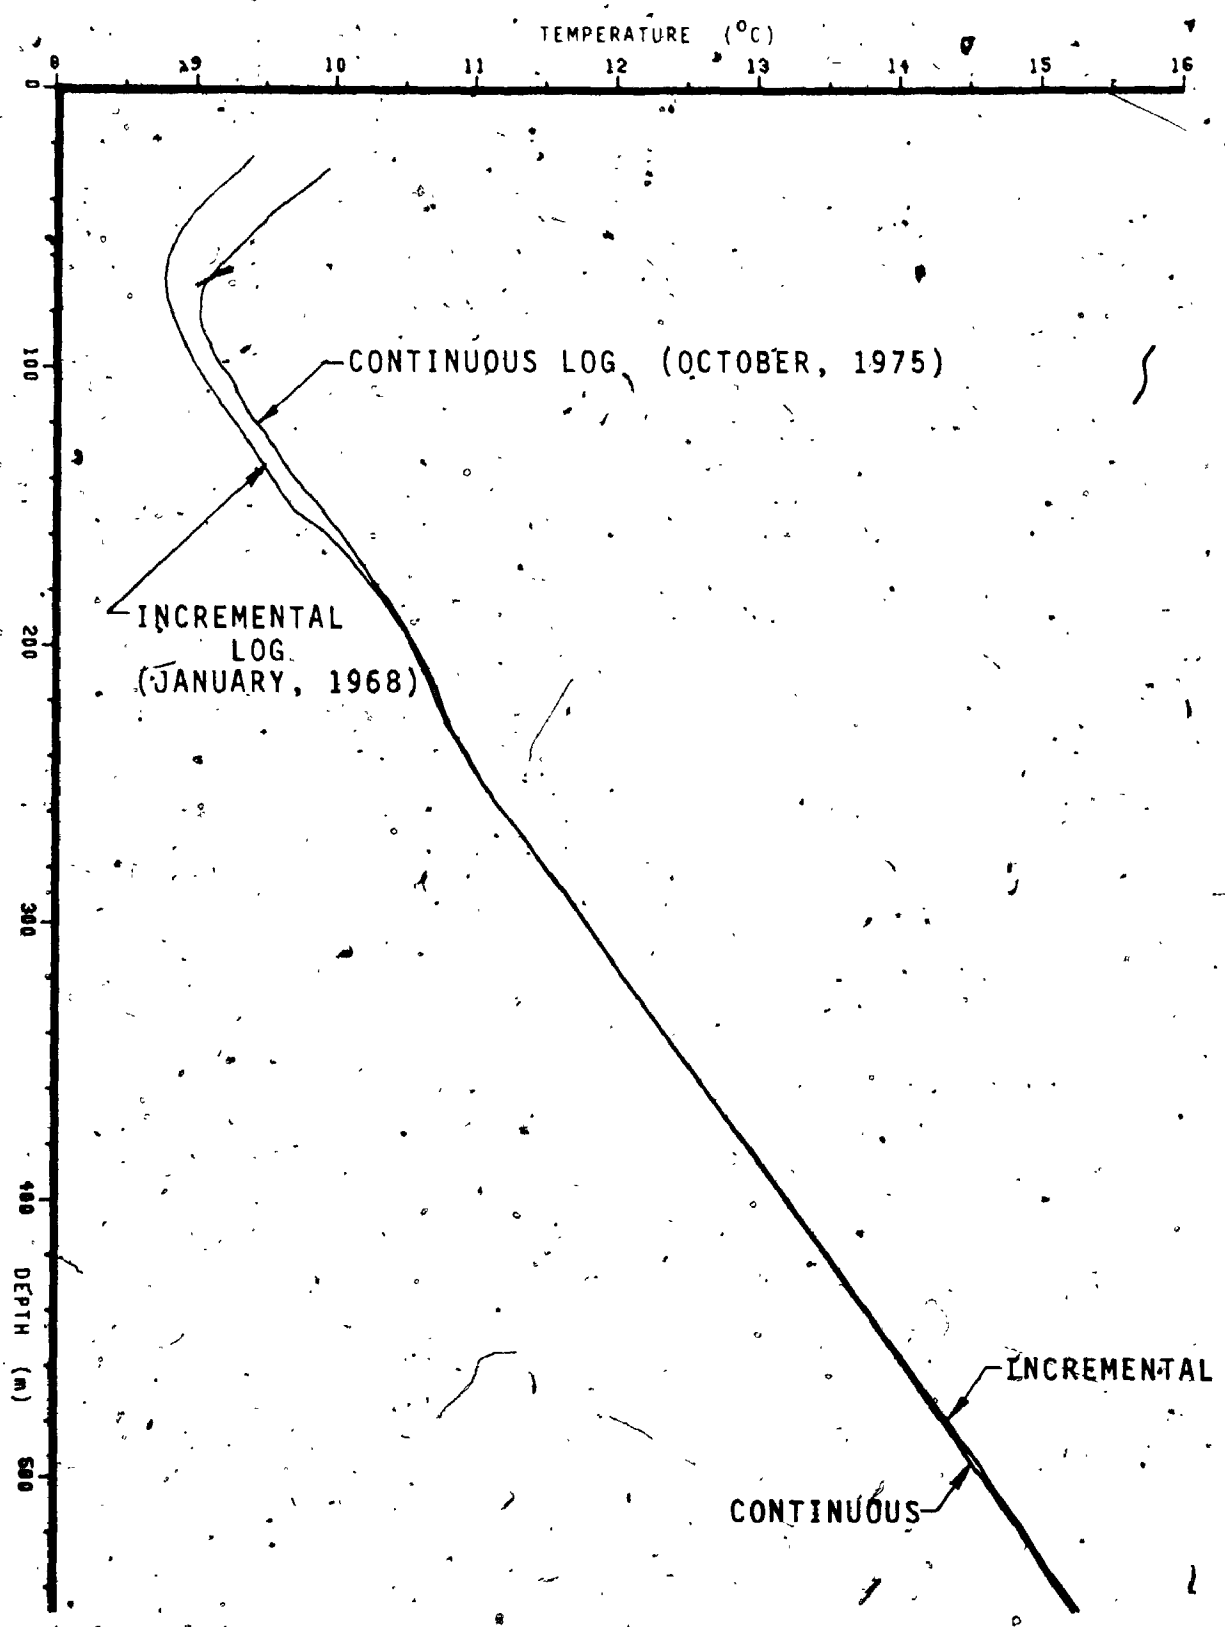 TEMPERATURE (°C)
8 9 10 11 12 13 14 15 16
0
100
CONTINUOUS LOG (OCTOBER, 1975)
INCREMENTAL
LOG
(JANUARY, 1968)
200
300
400
DEPTH (m)
INCREMENTAL
500
CONTINUOUS